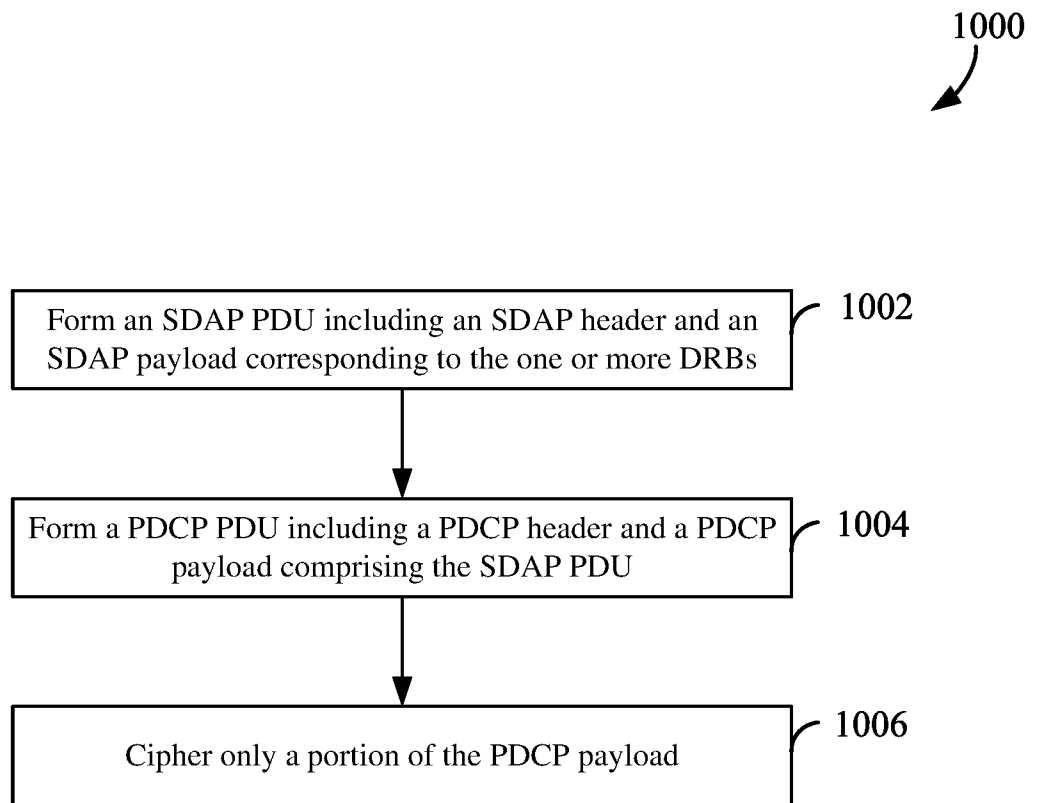 1000
Form an SDAP PDU including an SDAP header and an
SDAP payload corresponding to the one or more DRBs
1002
Form a PDCP PDU including a PDCP header and a PDCP
payload comprising the SDAP PDU
1004
Cipher only a portion of the PDCP payload
1006